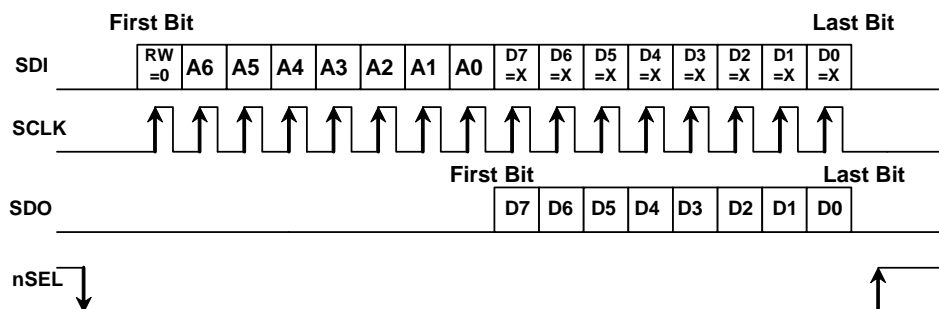 First Bit Last Bit
SDI RW =0 A6 A5 A4 A3 A2 A1 A0 D7 =X D6 =X D5 =X D4 =X D3 =X D2 =X D1 =X D0 =X
SCLK
First Bit Last Bit
SDO D7 D6 D5 D4 D3 D2 D1 D0
nSEL